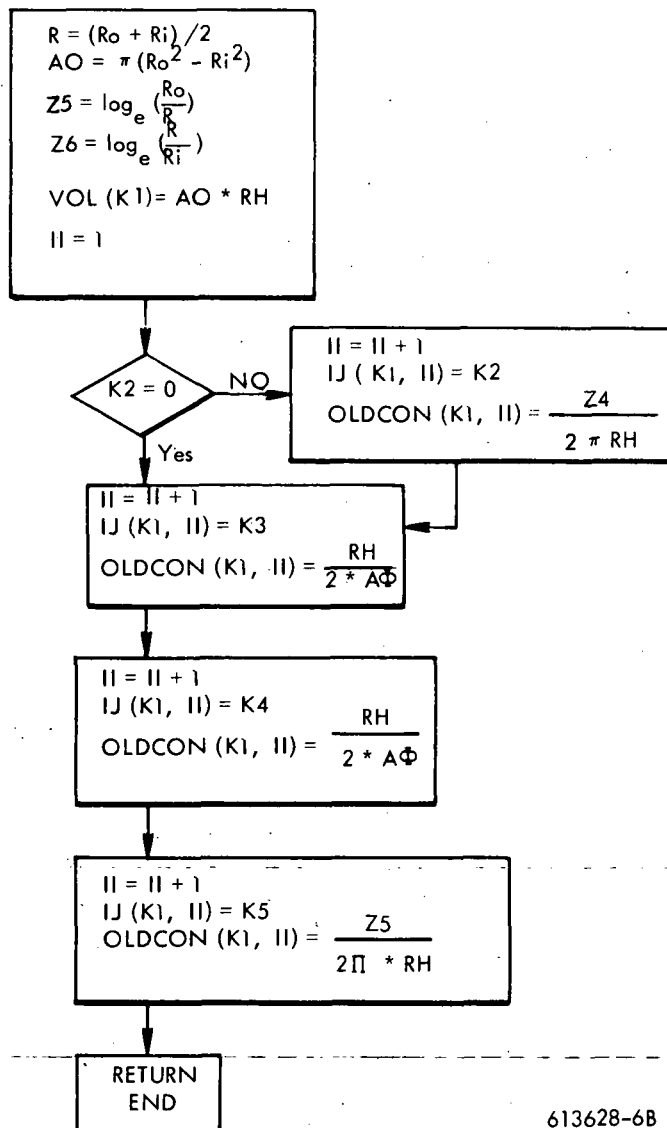 R = (Ro + Ri) /2
AO = π (Ro² - Ri²)
Z5 = logₑ (Ro/R)
Z6 = logₑ (R/Ri)
VOL (K1) = AO * RH
II = 1
K2 = 0
NO
Yes
II = II + 1
IJ ( K1, II) = K2
OLDCON (K1, II) = Z4 / 2 π RH
II = II + 1
IJ (K1, II) = K3
OLDCON (K1, II) = RH / 2 * AΦ
II = II + 1
IJ (K1, II) = K4
OLDCON (K1, II) = RH / 2 * AΦ
II = II + 1
IJ (K1, II) = K5
OLDCON (K1, II) = Z5 / 2Π * RH
RETURN
END
613628-6B